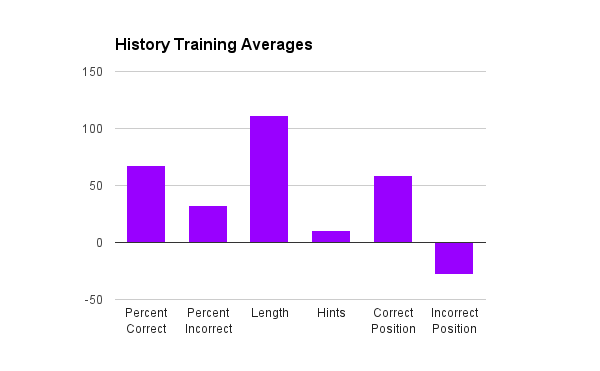 History Training Averages
150
100
50
0
-50
Percent Correct
Percent Incorrect
Length
Hints
Correct Position
Incorrect Position